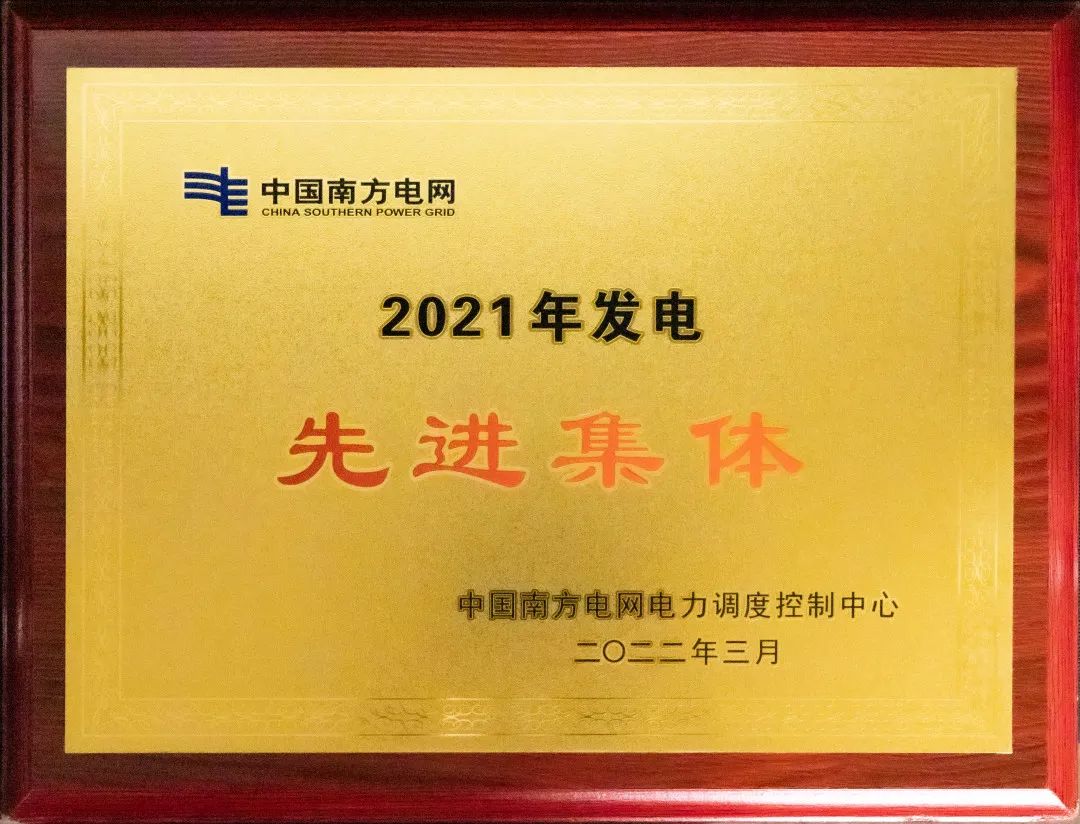 中国南方电网
CHINA SOUTHERN POWER GRID
2021年发电
先进集体
中国南方电网电力调度控制中心
二〇二二年三月